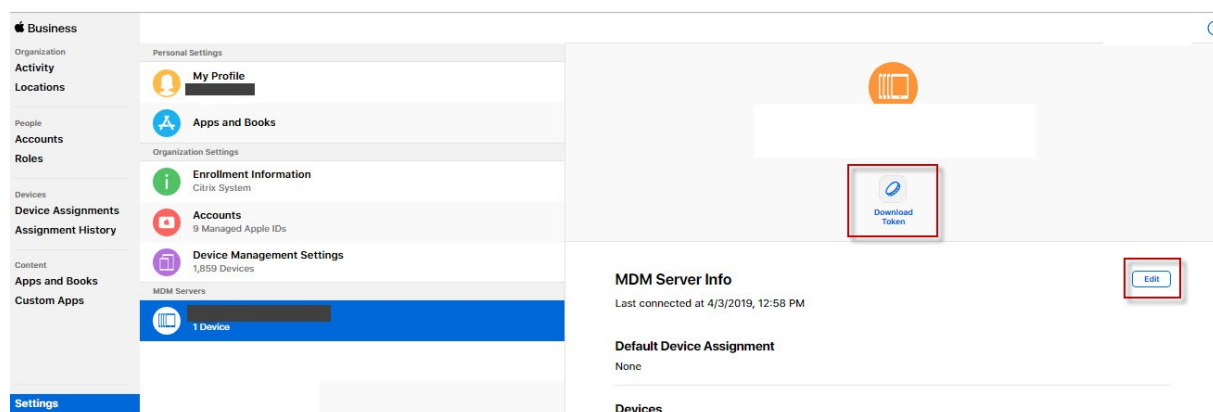 Business
Organization
Activity
Locations
People
Accounts
Roles
Devices
Device Assignments
Assignment History
Content
Apps and Books
Custom Apps
Settings
Personal Settings
My Profile
Apps and Books
Organization Settings
Enrollment Information
Citrix System
Accounts
9 Managed Apple IDs
Device Management Settings
1,859 Devices
MDM Servers
1 Device
Download
Token
MDM Server Info
Edit
Last connected at 4/3/2019, 12:58 PM
Default Device Assignment
None
Devices